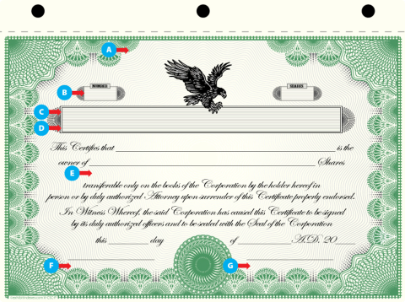 A
B NUMBER SHARES
C
D
This Certifies that is the
owner of Shares
E
transferable only on the books of the Corporation by the holder hereof in
person or by duly authorized Attorney upon surrender of this Certificate properly endorsed.
In Witness Whereof, the said Corporation has caused this Certificate to be signed
by its duly authorized officers and to be sealed with the Seal of the Corporation
this day of A.D. 20
F G